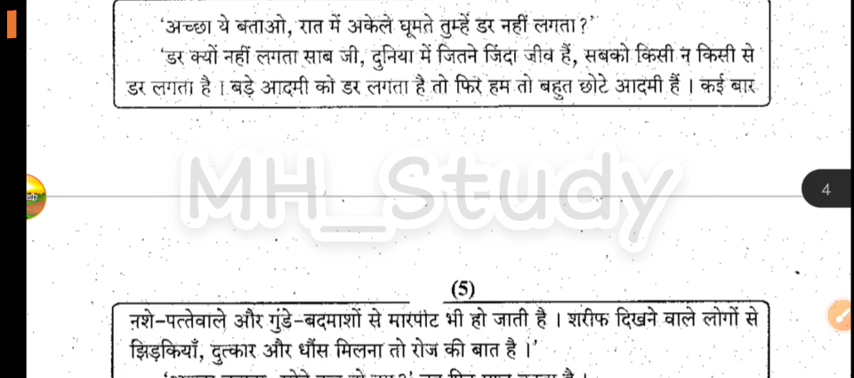 ‘अच्छा ये बताओ, रात में अकेले घूमते तुम्हें डर नहीं लगता?’
‘डर क्यों नहीं लगता साब जी, दुनिया में जितने जिंदा जीव हैं, सबको किसी न किसी से
डर लगता है । बड़े आदमी को डर लगता है तो फिर हम तो बहुत छोटे आदमी हैं । कई बार
MH_Study
4
(5)
नशे-पत्तेवाले और गुंडे-बदमाशों से मारपीट भी हो जाती है । शरीफ दिखने वाले लोगों से
झिड़कियाँ, दुत्कार और धौंस मिलना तो रोज की बात है ।’